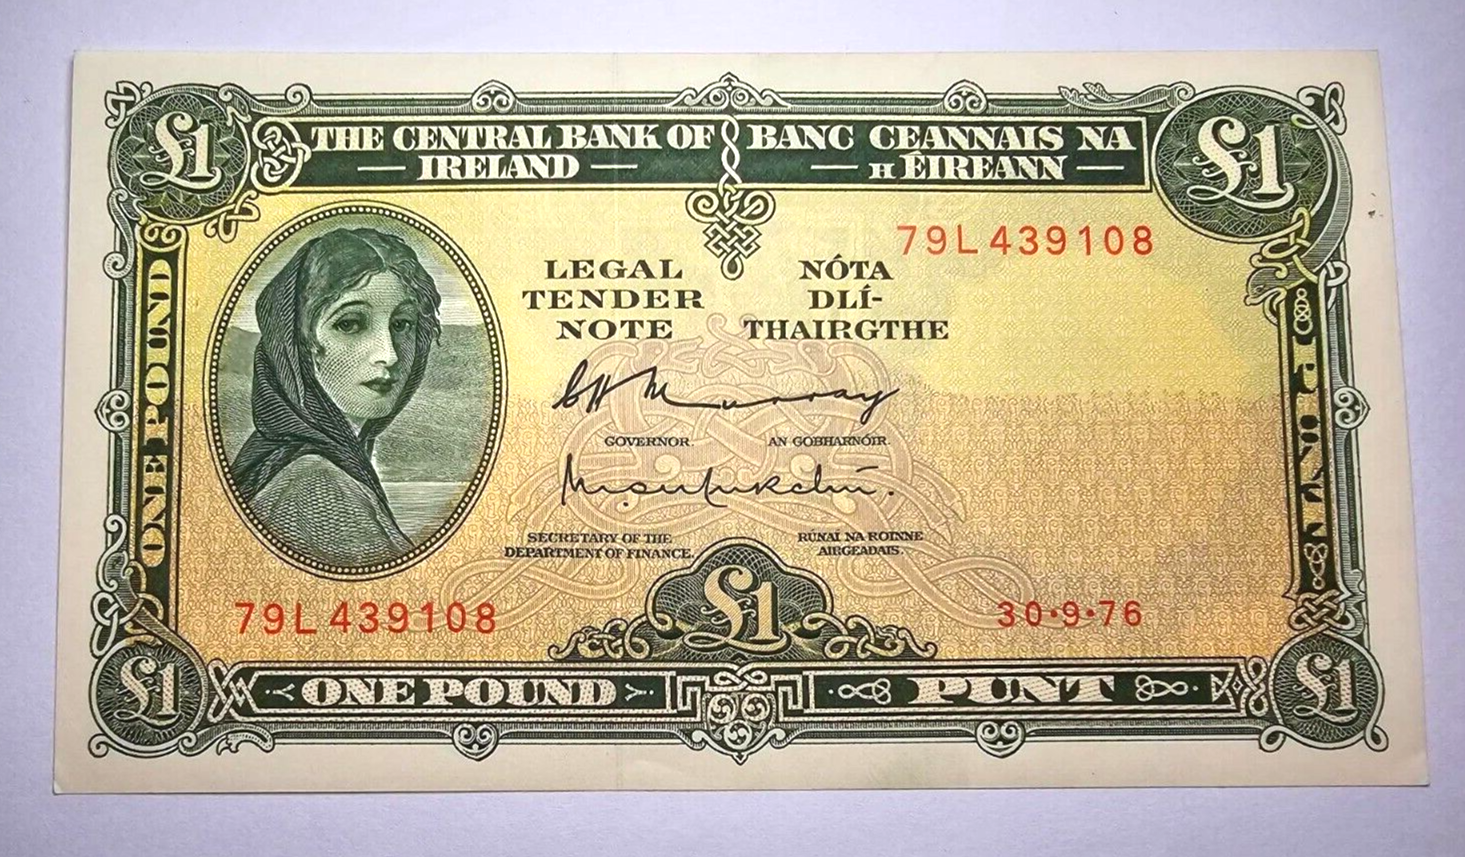 £1
£1
THE CENTRAL BANK OF
IRELAND
BANC CEANNAIS NA
H ÉIREANN
79L 439108
LEGAL
TENDER
NOTE
NÓTA
DLÍ-
THAIRGTHE
ONE POUND
PUNT A
C H Murray
GOVERNOR.
AN GOBHARNÓIR.
SECRETARY OF THE
DEPARTMENT OF FINANCE.
RÚNAÍ NA ROINNE
AIRGEADAIS.
79L 439108
£1
30·9·76
£1
ONE POUND
PUNT
£1